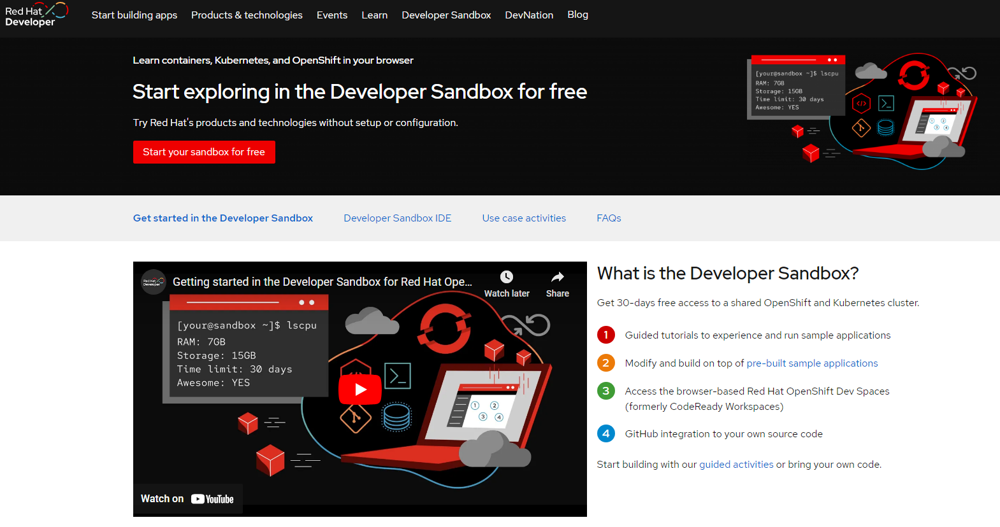 Red Hat
Developer
Start building apps
Products & technologies
Events
Learn
Developer Sandbox
DevNation
Blog
Learn containers, Kubernetes, and OpenShift in your browser
Start exploring in the Developer Sandbox for free
Try Red Hat's products and technologies without setup or configuration.
Start your sandbox for free
[your@sandbox ~]$ lscpu
RAM: 7GB
Storage: 15GB
Time limit: 30 days
Awesome: YES
</>
>_
1 2
3 4
Get started in the Developer Sandbox
Developer Sandbox IDE
Use case activities
FAQs
Red Hat
Developer
Getting started in the Developer Sandbox for Red Hat Ope...
Watch later
Share
[your@sandbox ~]$ lscpu
RAM: 7GB
Storage: 15GB
Time limit: 30 days
Awesome: YES
>_
1 2
3 4
Watch on YouTube
What is the Developer Sandbox?
Get 30-days free access to a shared OpenShift and Kubernetes cluster.
1 Guided tutorials to experience and run sample applications
2 Modify and build on top of pre-built sample applications
3 Access the browser-based Red Hat OpenShift Dev Spaces
(formerly CodeReady Workspaces)
4 GitHub integration to your own source code
Start building with our guided activities or bring your own code.